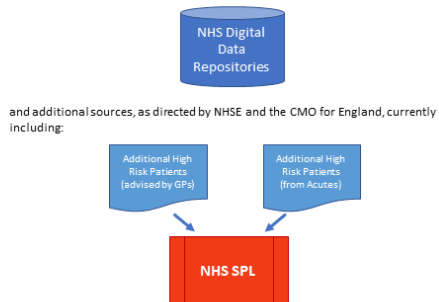 NHS Digital
Data
Repositories
and additional sources, as directed by NHSE and the CMO for England, currently
including:
Additional High
Risk Patients
(advised by GPs)
Additional High
Risk Patients
(from Acutes)
NHS SPL